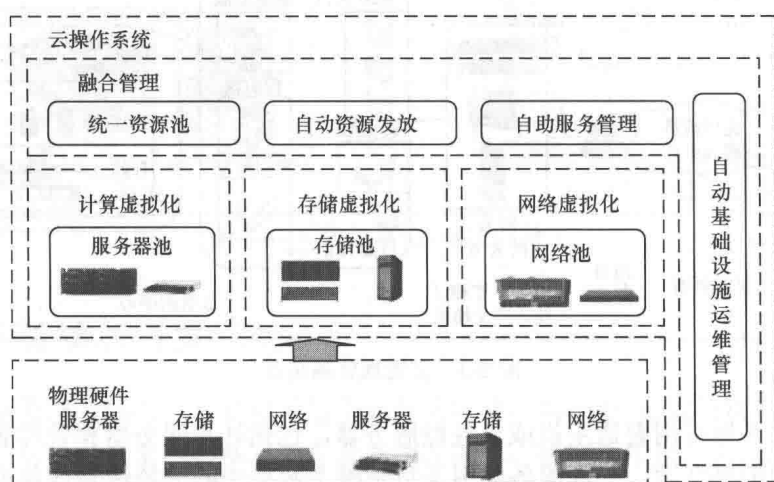 云操作系统
融合管理
统一资源池 自动资源发放 自助服务管理
计算虚拟化 存储虚拟化 网络虚拟化
服务器池 存储池 网络池
自动基础设施运维管理
物理硬件
服务器 存储 网络 服务器 存储 网络